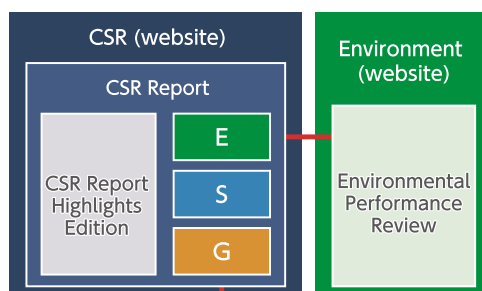 CSR (website)
CSR Report
CSR Report
Highlights
Edition
E
S
G
Environment
(website)
Environmental
Performance
Review